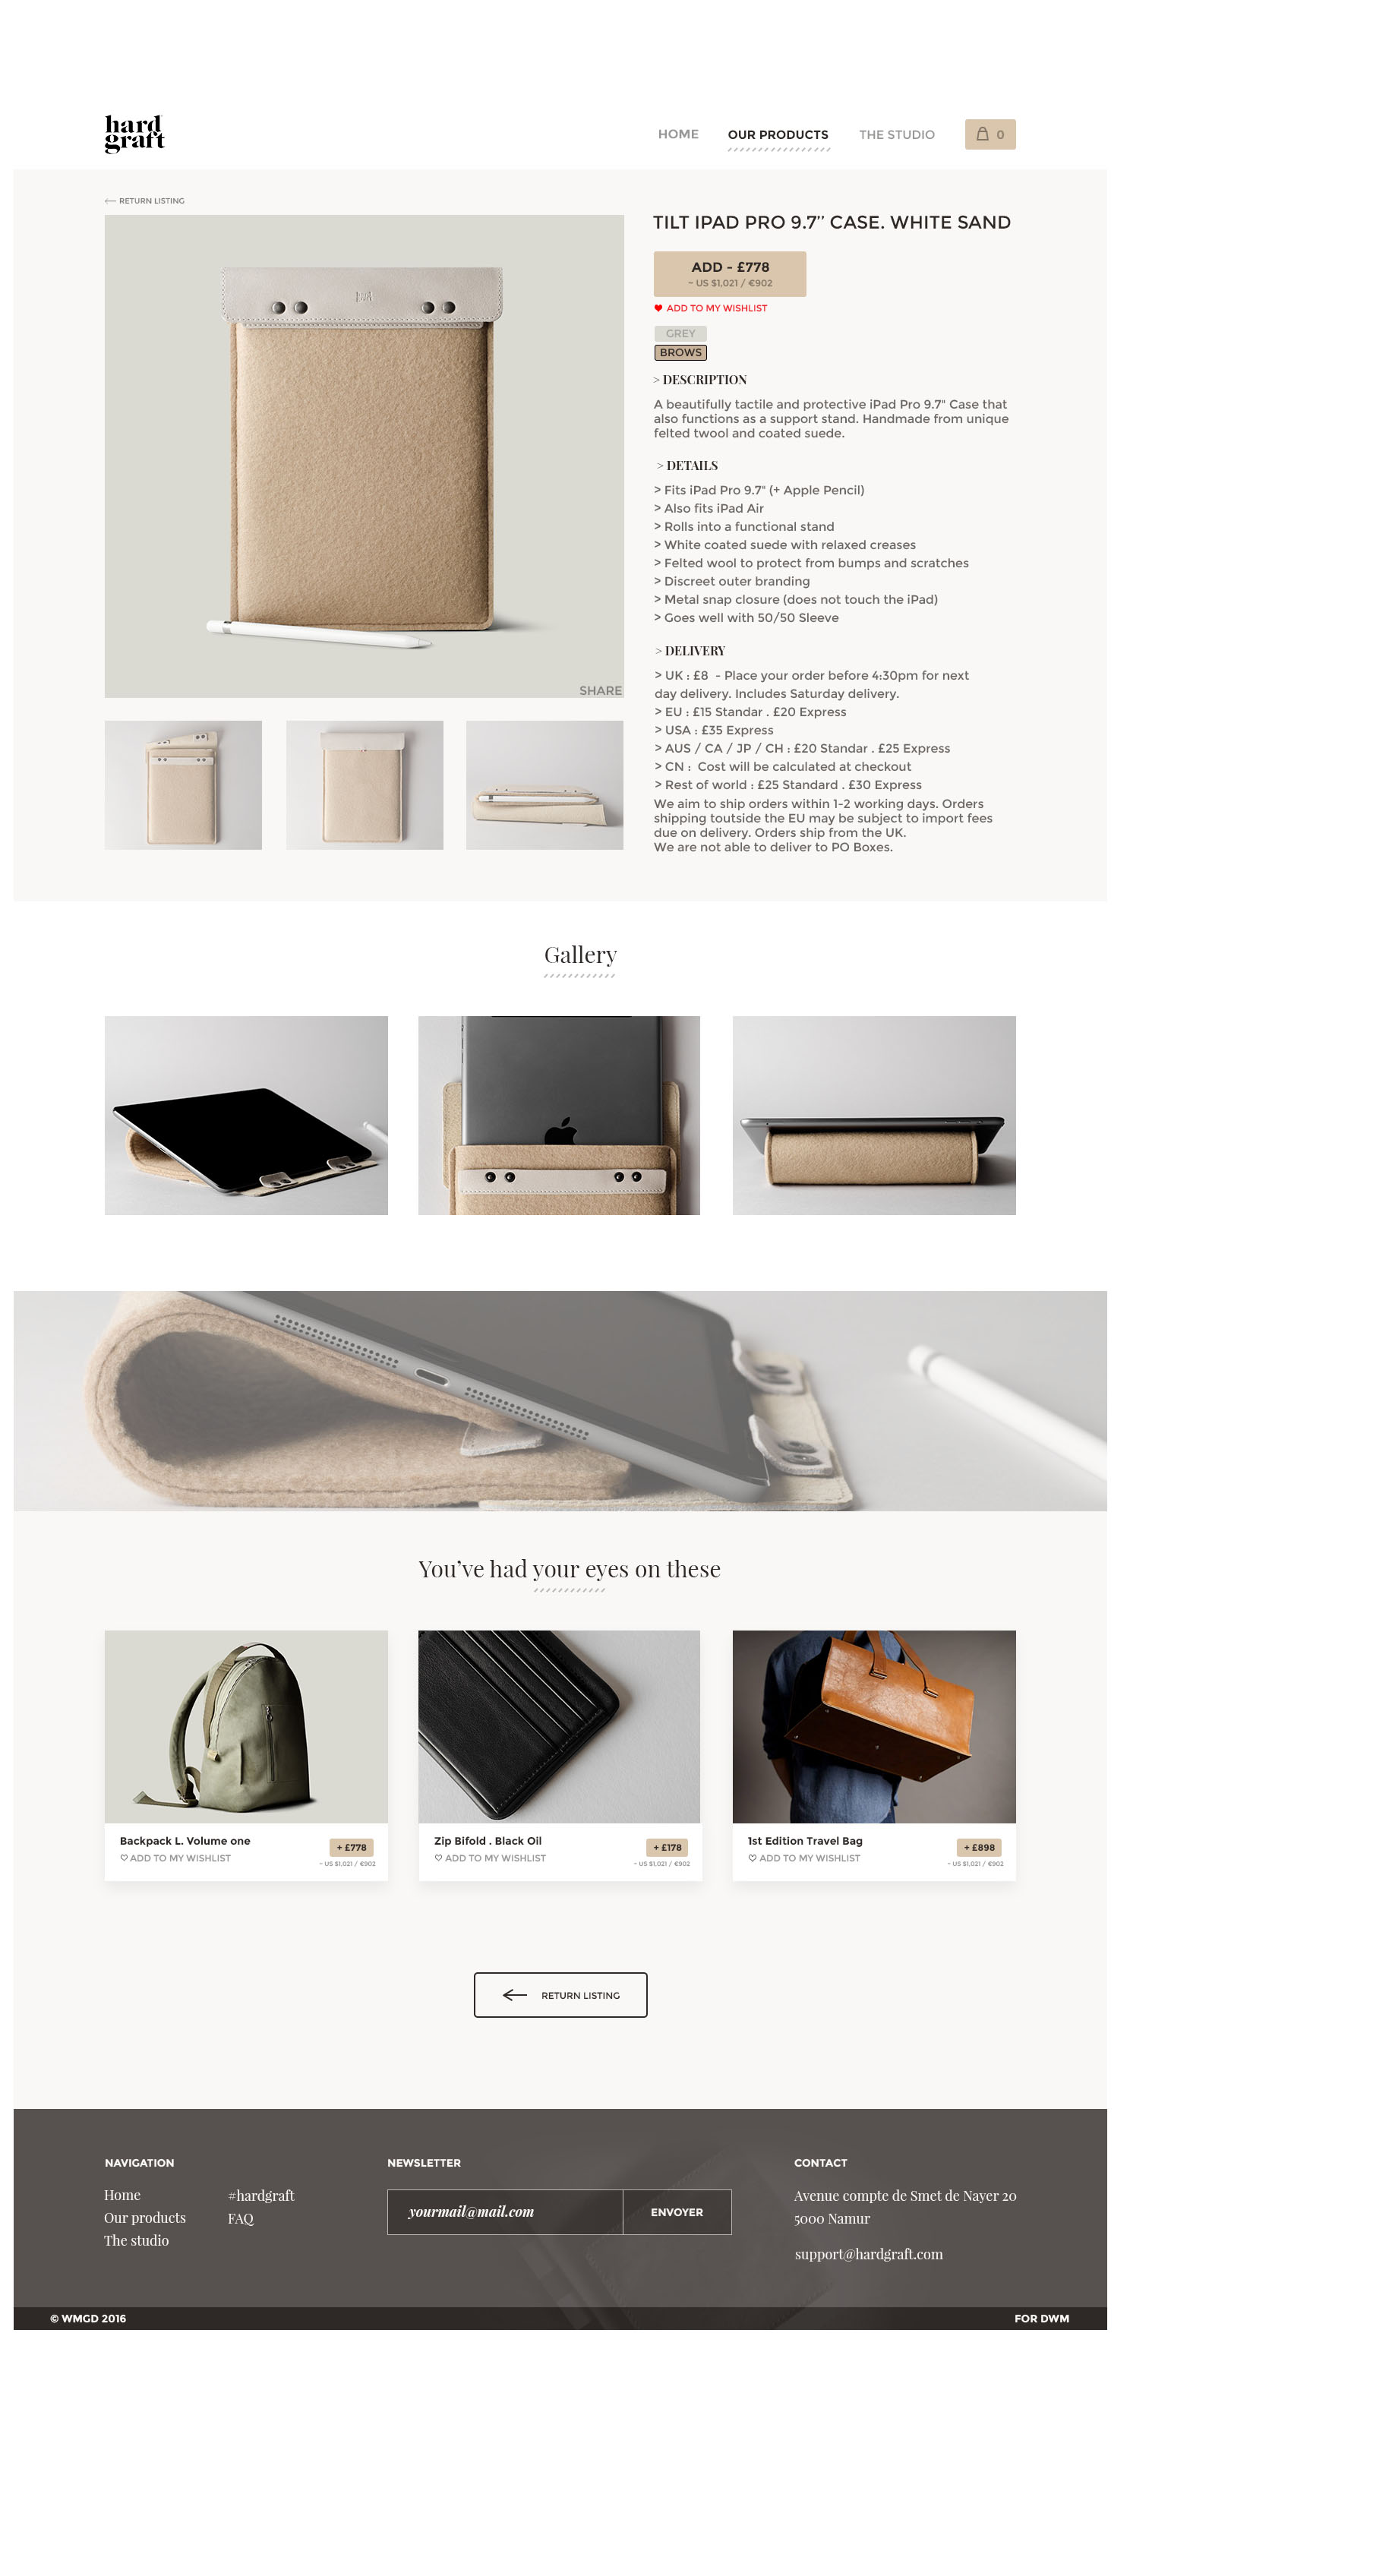 hard
graft
HOME
OUR PRODUCTS
THE STUDIO
0
RETURN LISTING
SHARE
TILT IPAD PRO 9.7’’ CASE. WHITE SAND
ADD - £778
~ US $1,021 / €902
ADD TO MY WISHLIST
GREY
BROWS
> DESCRIPTION
A beautifully tactile and protective iPad Pro 9.7" Case that
also functions as a support stand. Handmade from unique
felted twool and coated suede.
> DETAILS
> Fits iPad Pro 9.7" (+ Apple Pencil)
> Also fits iPad Air
> Rolls into a functional stand
> White coated suede with relaxed creases
> Felted wool to protect from bumps and scratches
> Discreet outer branding
> Metal snap closure (does not touch the iPad)
> Goes well with 50/50 Sleeve
> DELIVERY
> UK : £8  - Place your order before 4:30pm for next
day delivery. Includes Saturday delivery.
> EU : £15 Standar . £20 Express
> USA : £35 Express
> AUS / CA / JP / CH : £20 Standar . £25 Express
> CN :  Cost will be calculated at checkout
> Rest of world : £25 Standard . £30 Express
We aim to ship orders within 1-2 working days. Orders
shipping toutside the EU may be subject to import fees
due on delivery. Orders ship from the UK.
We are not able to deliver to PO Boxes.
Gallery
You’ve had your eyes on these
Backpack L. Volume one
ADD TO MY WISHLIST
+ £778
~ US $1,021 / €902
Zip Bifold . Black Oil
ADD TO MY WISHLIST
+ £178
~ US $1,021 / €902
1st Edition Travel Bag
ADD TO MY WISHLIST
+ £898
~ US $1,021 / €902
RETURN LISTING
NAVIGATION
Home
Our products
The studio
#hardgraft
FAQ
NEWSLETTER
yourmail@mail.com
ENVOYER
CONTACT
Avenue compte de Smet de Nayer 20
5000 Namur
support@hardgraft.com
© WMGD 2016
FOR DWM